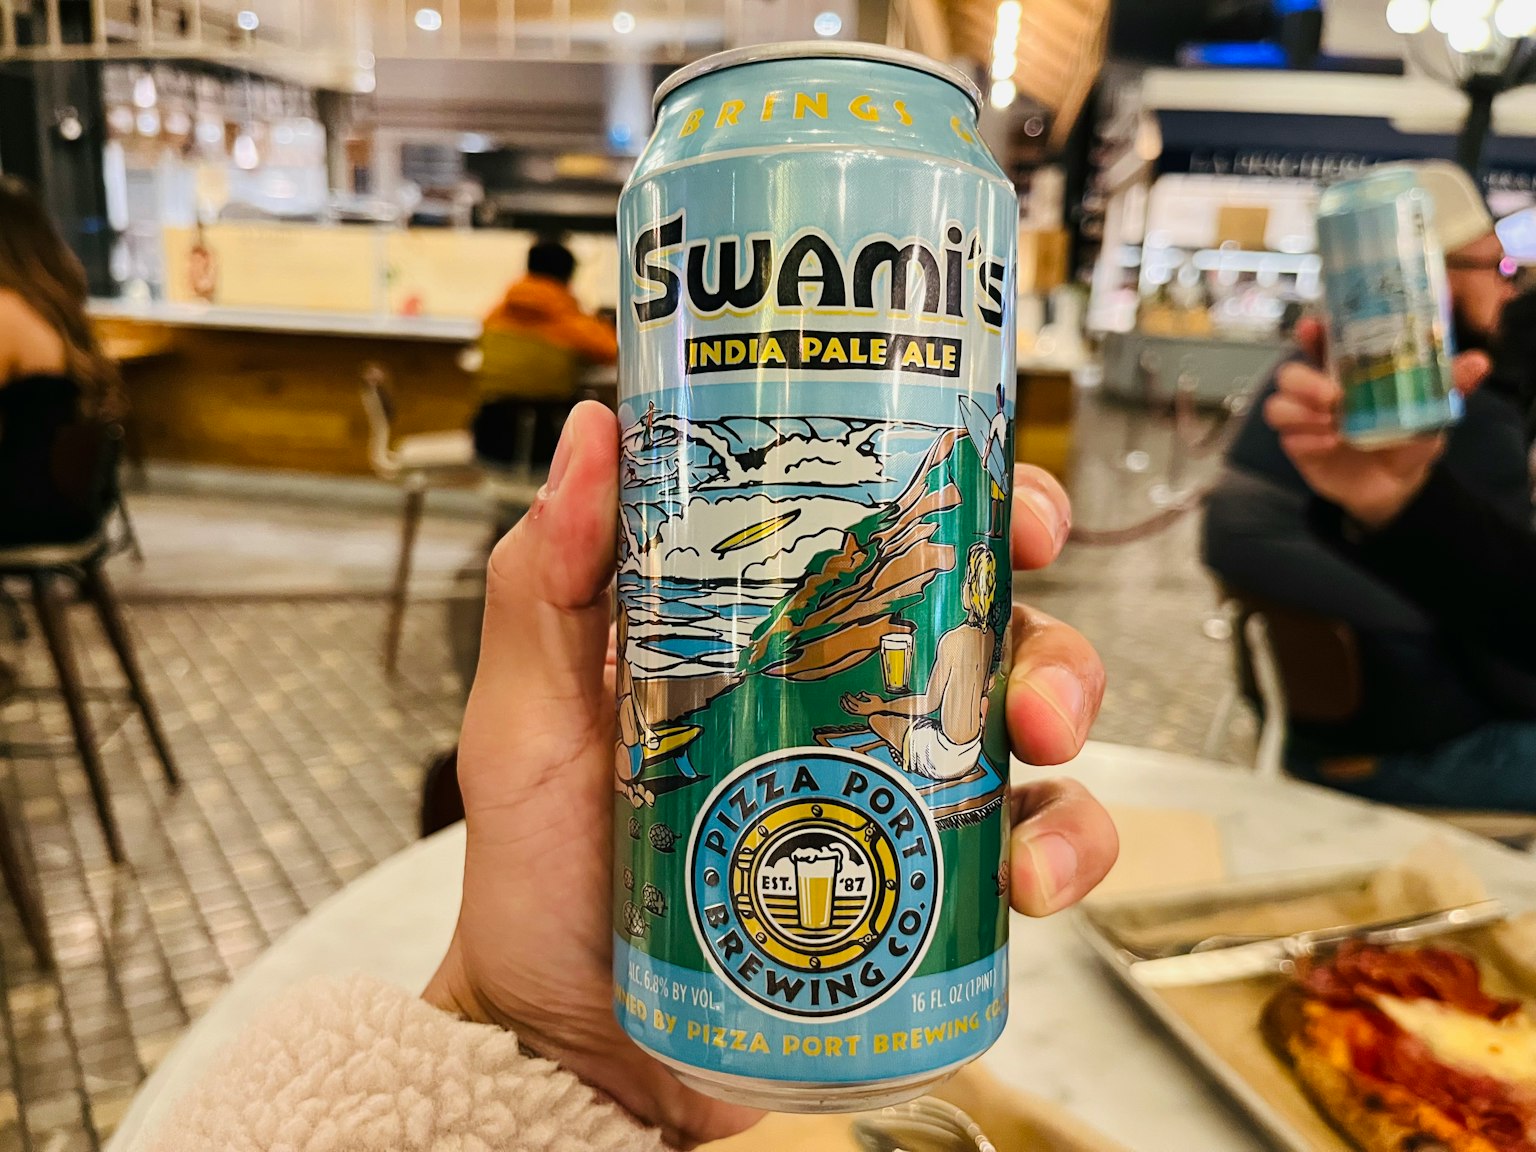 BRINGS
Swami's
INDIA PALE ALE
PIZZA PORT
EST. '87
BREWING CO.
ALC. 6.8% BY VOL.
16 FL. OZ (1 PINT)
BY PIZZA PORT BREWING CO.